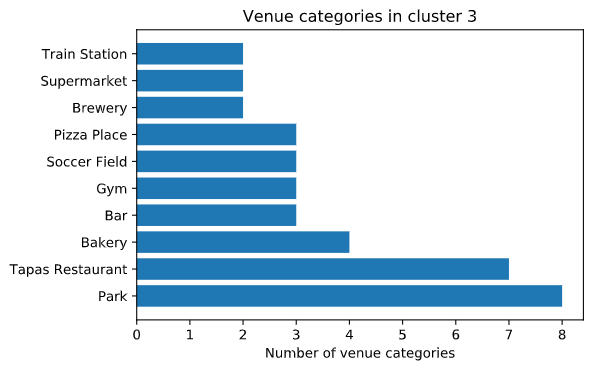 Venue categories in cluster 3
Train Station
Supermarket
Brewery
Pizza Place
Soccer Field
Gym
Bar
Bakery
Tapas Restaurant
Park
0 1 2 3 4 5 6 7 8
Number of venue categories